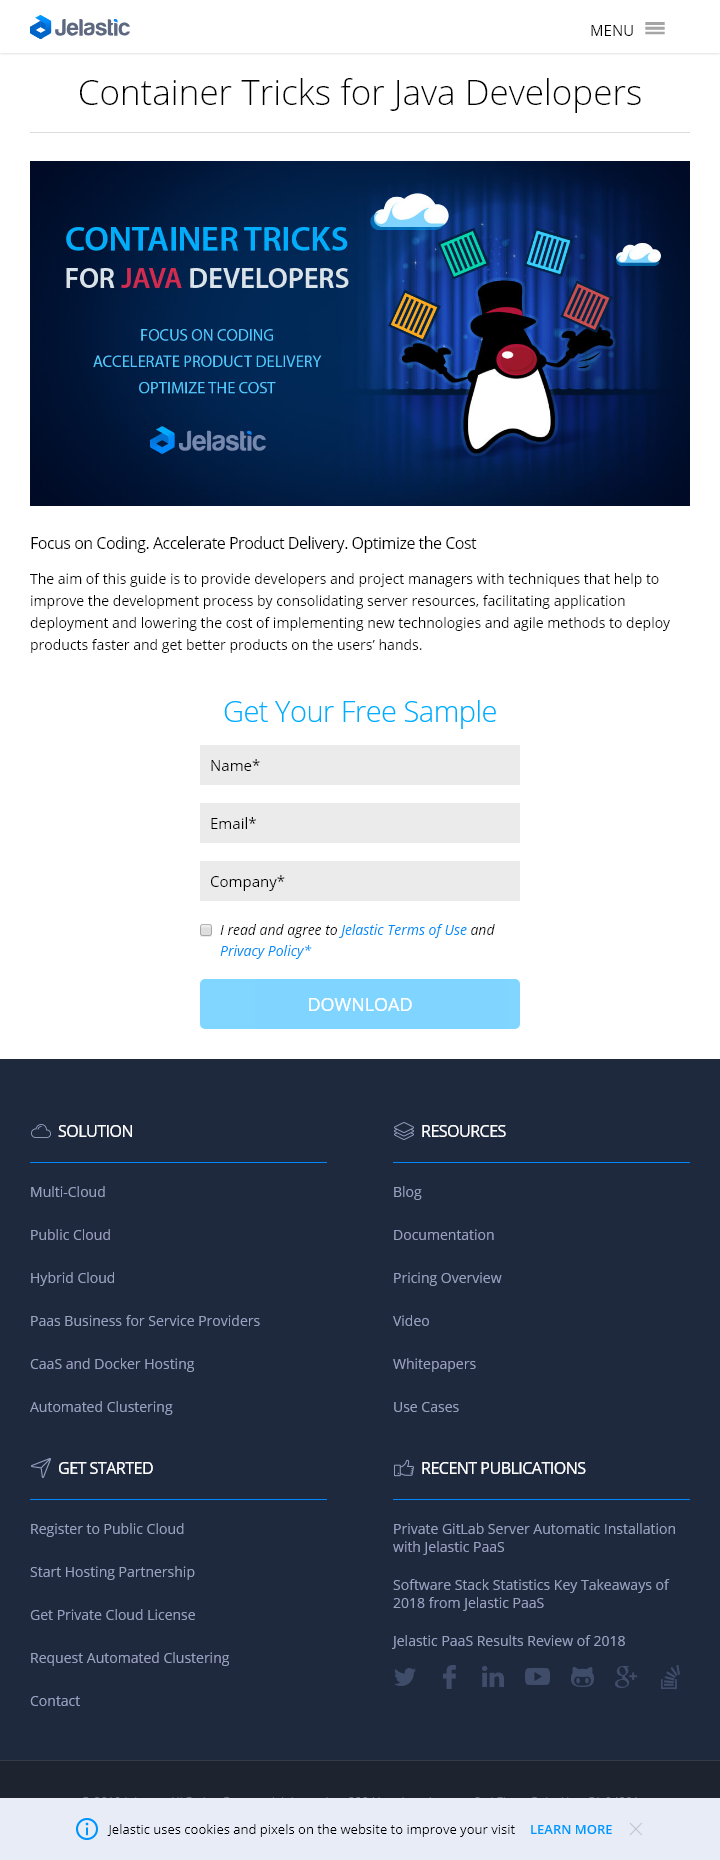 Jelastic
MENU
Container Tricks for Java Developers
CONTAINER TRICKS
FOR JAVA DEVELOPERS
FOCUS ON CODING
ACCELERATE PRODUCT DELIVERY
OPTIMIZE THE COST
Jelastic
Focus on Coding. Accelerate Product Delivery. Optimize the Cost
The aim of this guide is to provide developers and project managers with techniques that help to
improve the development process by consolidating server resources, facilitating application
deployment and lowering the cost of implementing new technologies and agile methods to deploy
products faster and get better products on the users’ hands.
Get Your Free Sample
Name*
Email*
Company*
I read and agree to Jelastic Terms of Use and
Privacy Policy*
DOWNLOAD
SOLUTION
Multi-Cloud
Public Cloud
Hybrid Cloud
Paas Business for Service Providers
CaaS and Docker Hosting
Automated Clustering
RESOURCES
Blog
Documentation
Pricing Overview
Video
Whitepapers
Use Cases
GET STARTED
Register to Public Cloud
Start Hosting Partnership
Get Private Cloud License
Request Automated Clustering
Contact
RECENT PUBLICATIONS
Private GitLab Server Automatic Installation
with Jelastic PaaS
Software Stack Statistics Key Takeaways of
2018 from Jelastic PaaS
Jelastic PaaS Results Review of 2018
Jelastic uses cookies and pixels on the website to improve your visit
LEARN MORE